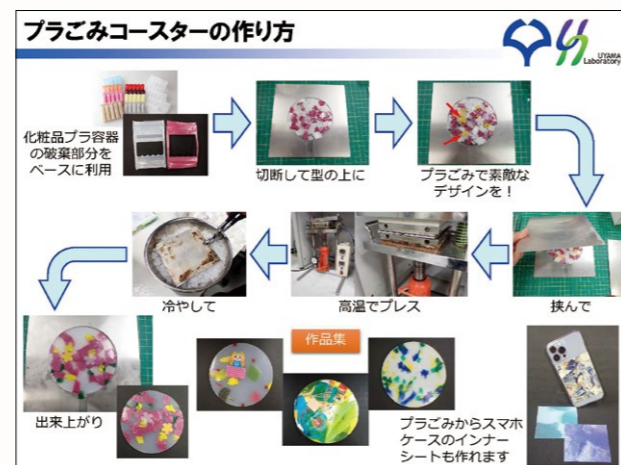 プラごみコースターの作り方
UYAMA
Laboratory
化粧品プラ容器
の破棄部分を
ベースに利用
切断して型の上に
プラごみで素敵な
デザインを！
挟んで
高温でプレス
冷やして
出来上がり
作品集
プラごみからスマホ
ケースのインナー
シートも作れます